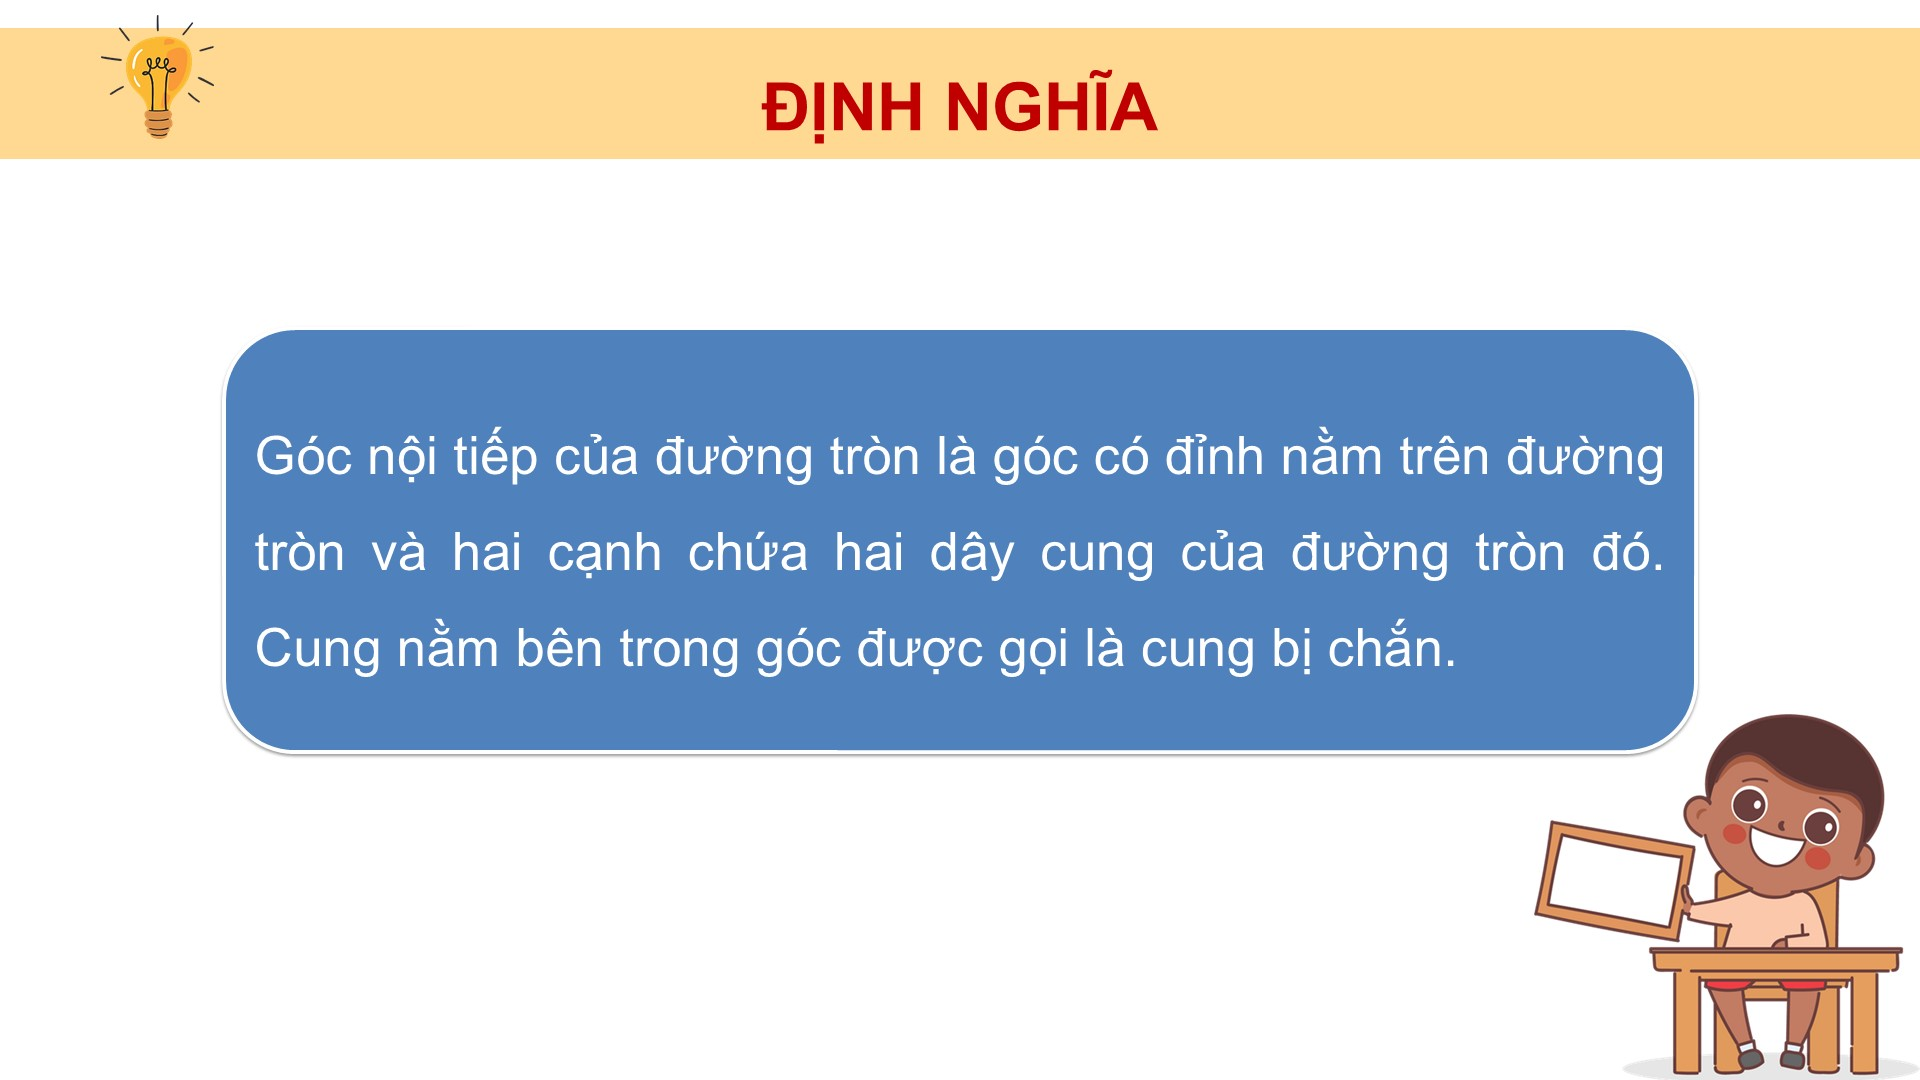 ĐỊNH NGHĨA
Góc nội tiếp của đường tròn là góc có đỉnh nằm trên đường
tròn và hai cạnh chứa hai dây cung của đường tròn đó.
Cung nằm bên trong góc được gọi là cung bị chắn.